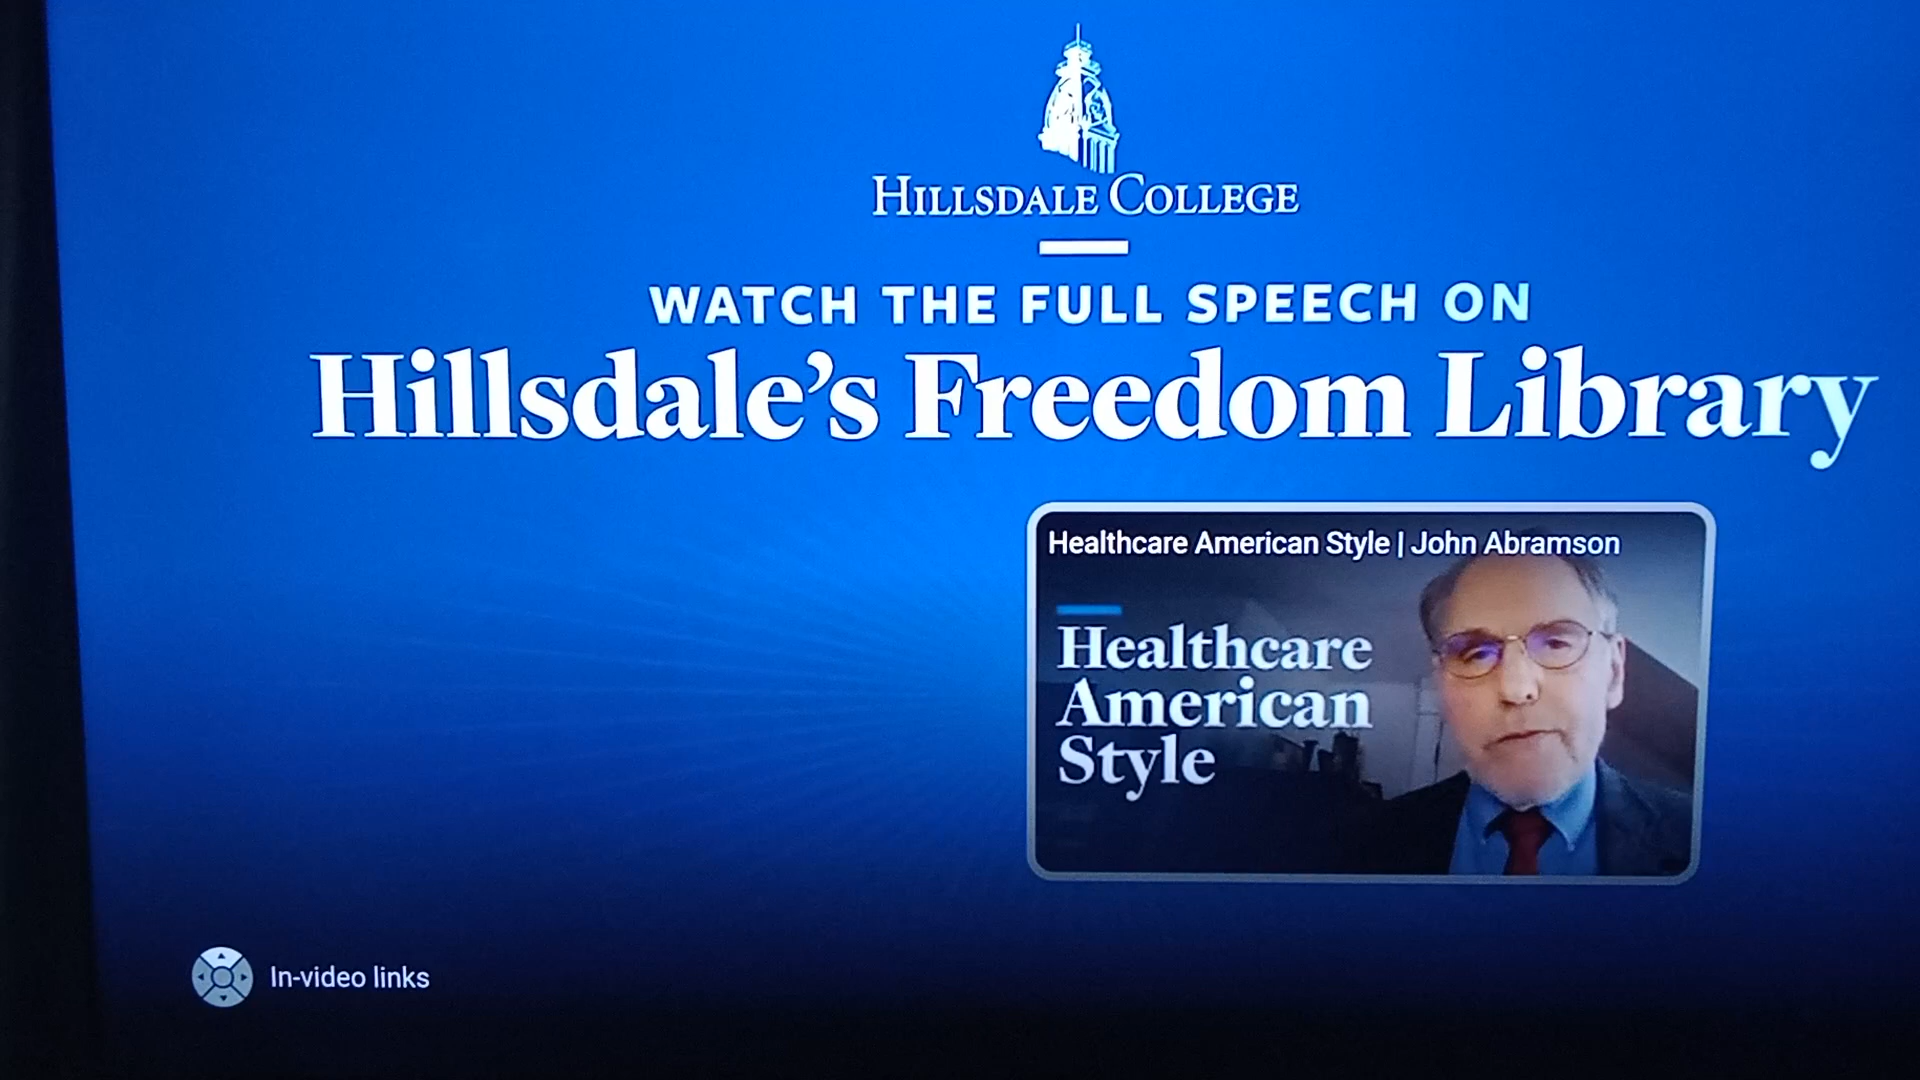 HILLSDALE COLLEGE
WATCH THE FULL SPEECH ON
Hillsdale’s Freedom Library
Healthcare American Style | John Abramson
Healthcare
American
Style
In-video links